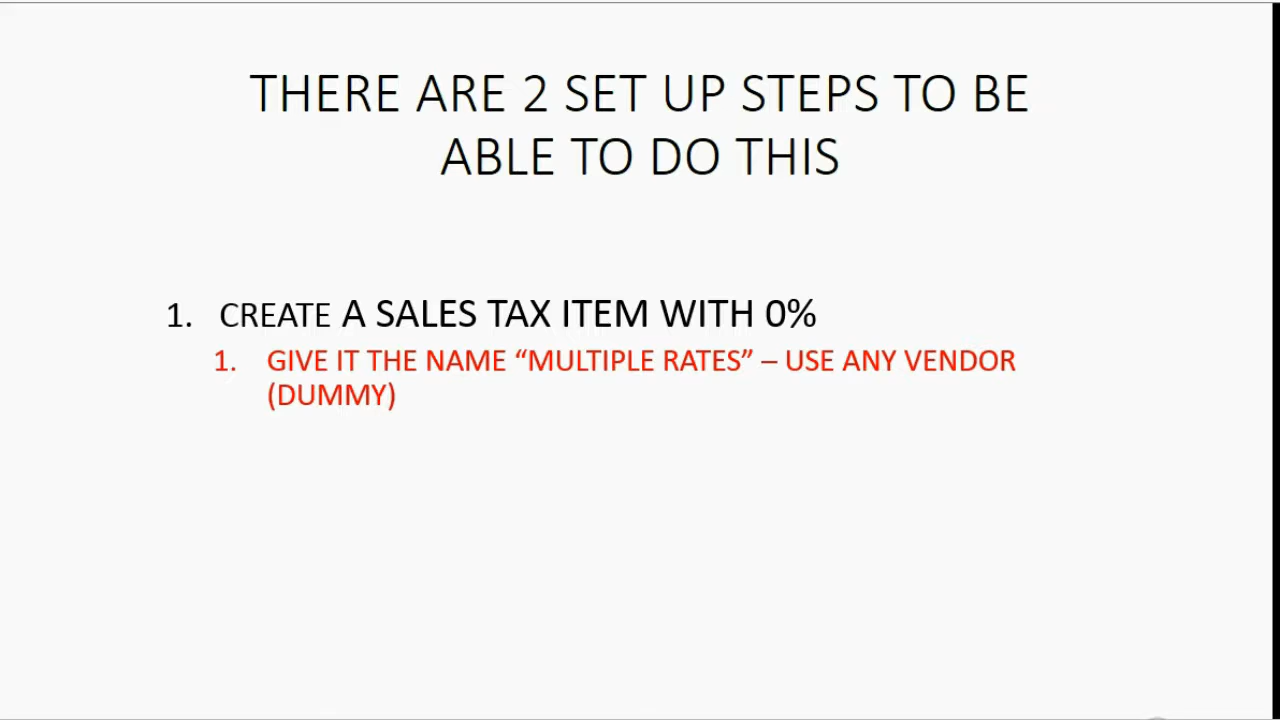 THERE ARE 2 SET UP STEPS TO BE
ABLE TO DO THIS
1. CREATE A SALES TAX ITEM WITH 0%
1. GIVE IT THE NAME “MULTIPLE RATES” – USE ANY VENDOR
(DUMMY)